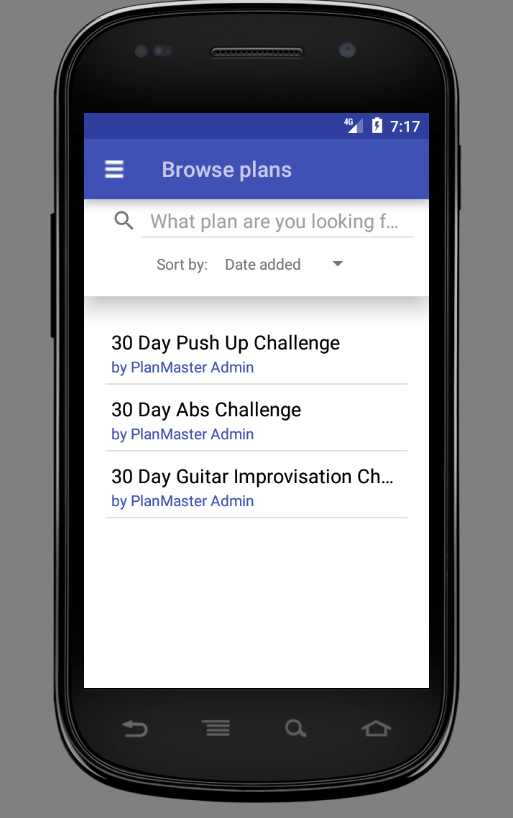 4G 7:17
Browse plans
What plan are you looking f...
Sort by: Date added
30 Day Push Up Challenge
by PlanMaster Admin
30 Day Abs Challenge
by PlanMaster Admin
30 Day Guitar Improvisation Ch...
by PlanMaster Admin